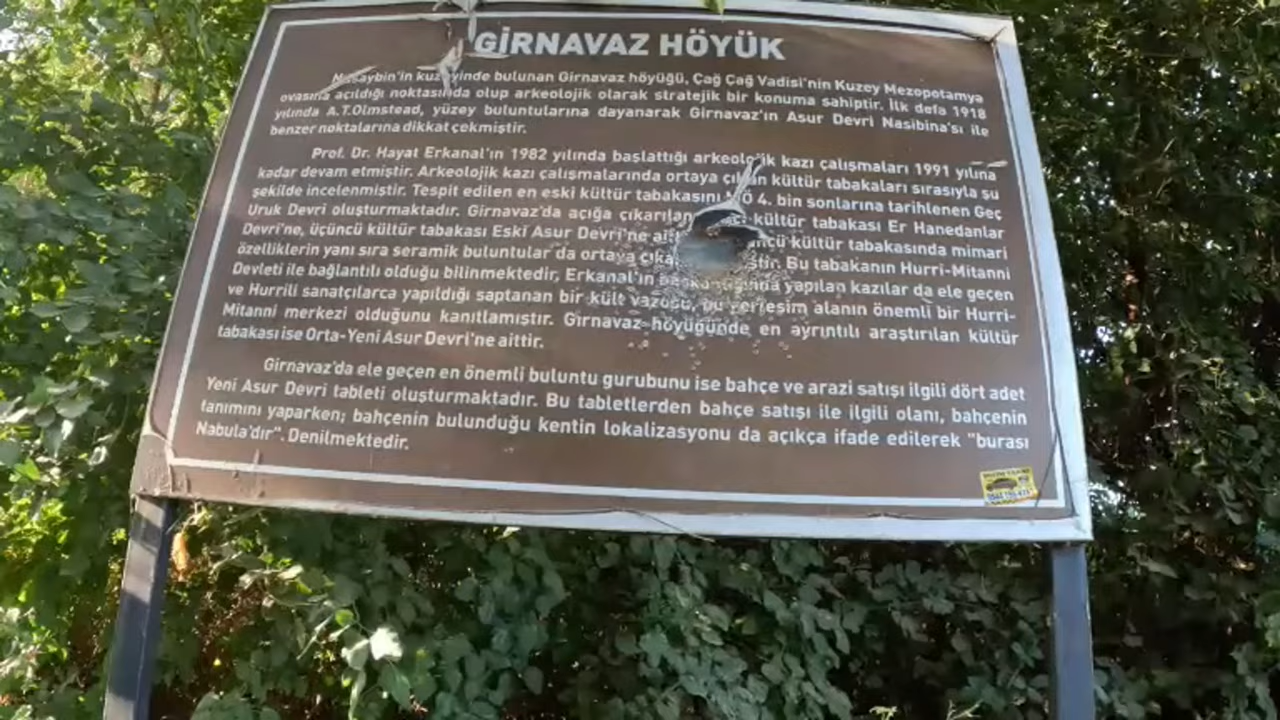 GİRNAVAZ HÖYÜK
Nusaybin'in kuzeyinde bulunan Girnavaz höyüğü, Çağ Çağ Vadisi'nin Kuzey Mezopotamya
ovasına açıldığı noktasında olup arkeolojik olarak stratejik bir konuma sahiptir. İlk defa 1918
yılında A.T.Olmstead, yüzey buluntularına dayanarak Girnavaz'ın Asur Devri Nasibina'sı ile
benzer noktalarına dikkat çekmiştir.
Prof. Dr. Hayat Erkanal'ın 1982 yılında başlattığı arkeolojik kazı çalışmaları 1991 yılına
kadar devam etmiştir. Arkeolojik kazı çalışmalarında ortaya çıkan kültür tabakaları sırasıyla şu
şekilde incelenmiştir. Tespit edilen en eski kültür tabakasını MÖ 4. bin sonlarına tarihlenen Geç
Uruk Devri oluşturmaktadır. Girnavaz'da açığa çıkarılan kültür tabakası Er Hanedanlar
Devri'ne, üçüncü kültür tabakası Eski Asur Devri'ne kültür tabakasında mimari
özelliklerin yanı sıra seramik buluntular da ortaya Bu tabakanın Hurri-Mitanni
Devleti ile bağlantılı olduğu bilinmektedir, Erkanal'ın yapılan kazılar da ele geçen
ve Hurrili sanatçılarca yapıldığı saptanan bir kült vazosu, bu yerleşim alanın önemli bir Hurri-
Mitanni merkezi olduğunu kanıtlamıştır. Girnavaz höyüğünde en ayrıntılı araştırılan kültür
tabakası ise Orta-Yeni Asur Devri'ne aittir.
Girnavaz'da ele geçen en önemli buluntu gurubunu ise bahçe ve arazi satışı ilgili dört adet
Yeni Asur Devri tableti oluşturmaktadır. Bu tabletlerden bahçe satışı ile ilgili olanı, bahçenin
tanımını yaparken; bahçenin bulunduğu kentin lokalizasyonu da açıkça ifade edilerek "burası
Nabula'dır". Denilmektedir.